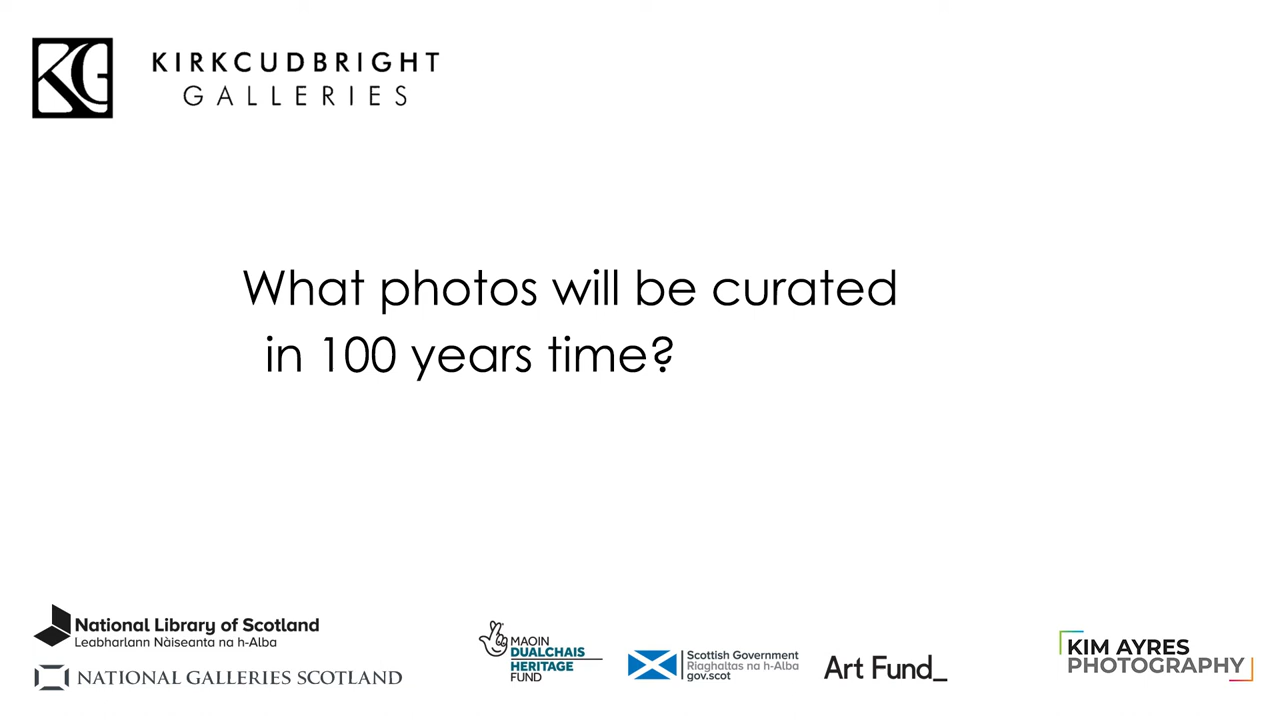 KG
KIRKCUDBRIGHT
GALLERIES
What photos will be curated
in 100 years time?
National Library of Scotland
Leabharlann Nàiseanta na h-Alba
NATIONAL GALLERIES SCOTLAND
MAOIN
DUALCHAIS
HERITAGE
FUND
Scottish Government
Riaghaltas na h-Alba
gov.scot
Art Fund_
KIM AYRES
PHOTOGRAPHY